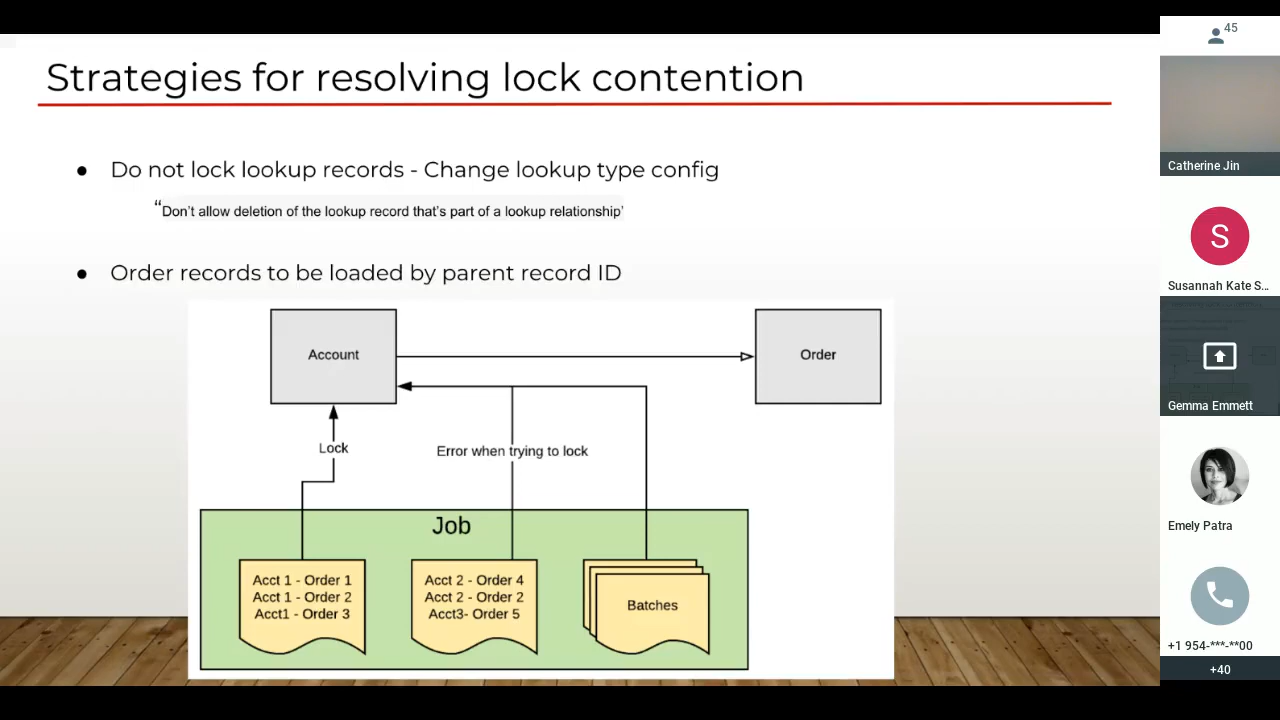 Strategies for resolving lock contention
● Do not lock lookup records - Change lookup type config
“Don’t allow deletion of the lookup record that’s part of a lookup relationship’
● Order records to be loaded by parent record ID
Account
Order
Lock
Error when trying to lock
Job
Acct 1 - Order 1
Acct 1 - Order 2
Acct1 - Order 3
Acct 2 - Order 4
Acct 2 - Order 2
Acct3- Order 5
Batches
45
Catherine Jin
S
Susannah Kate S...
Gemma Emmett
Emely Patra
+1 954-***-**00
+40